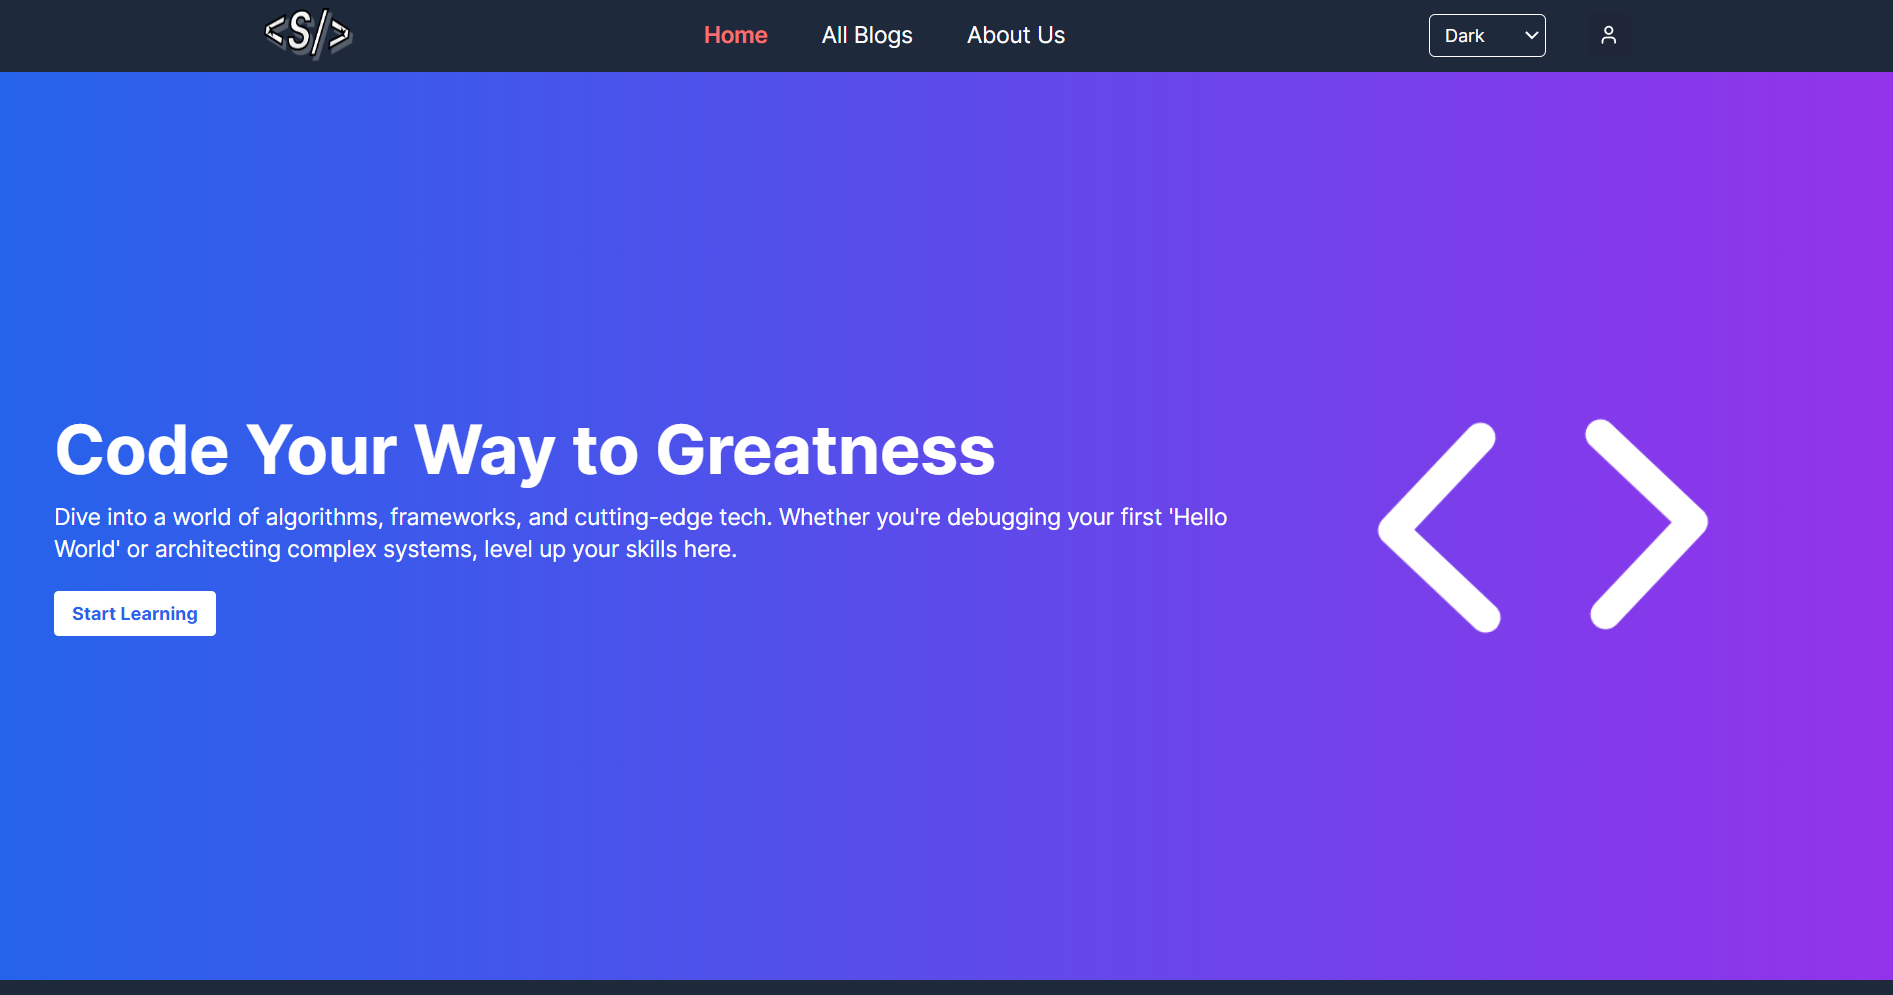 <S/>
Home
All Blogs
About Us
Dark
Code Your Way to Greatness
Dive into a world of algorithms, frameworks, and cutting-edge tech. Whether you're debugging your first 'Hello
World' or architecting complex systems, level up your skills here.
Start Learning